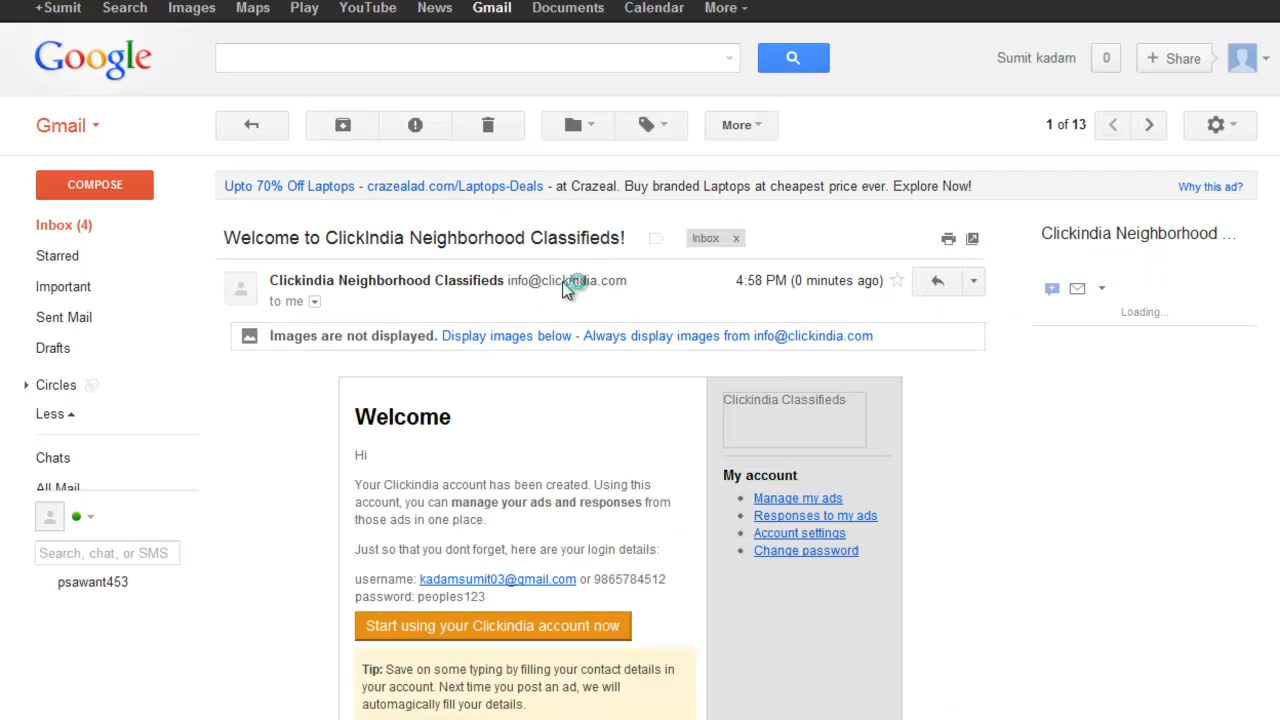 +Sumit Search Images Maps Play YouTube News Gmail Documents Calendar More
Google
Sumit kadam 0 + Share
Gmail More 1 of 13
COMPOSE
Upto 70% Off Laptops - crazealad.com/Laptops-Deals - at Crazeal. Buy branded Laptops at cheapest price ever. Explore Now! Why this ad?
Inbox (4)
Starred
Important
Sent Mail
Drafts
Circles
Less
Chats
All Mail
Search, chat, or SMS
psawant453
Welcome to ClickIndia Neighborhood Classifieds! Inbox x
Clickindia Neighborhood Classifieds info@clickindia.com 4:58 PM (0 minutes ago)
to me
Images are not displayed. Display images below - Always display images from info@clickindia.com
Welcome
Hi
Your Clickindia account has been created. Using this
account, you can manage your ads and responses from
those ads in one place.
Just so that you dont forget, here are your login details:
username: kadamsumit03@gmail.com or 9865784512
password: peoples123
Start using your Clickindia account now
Tip: Save on some typing by filling your contact details in
your account. Next time you post an ad, we will
automagically fill your details.
Clickindia Classifieds
My account
Manage my ads
Responses to my ads
Account settings
Change password
Clickindia Neighborhood ...
Loading...